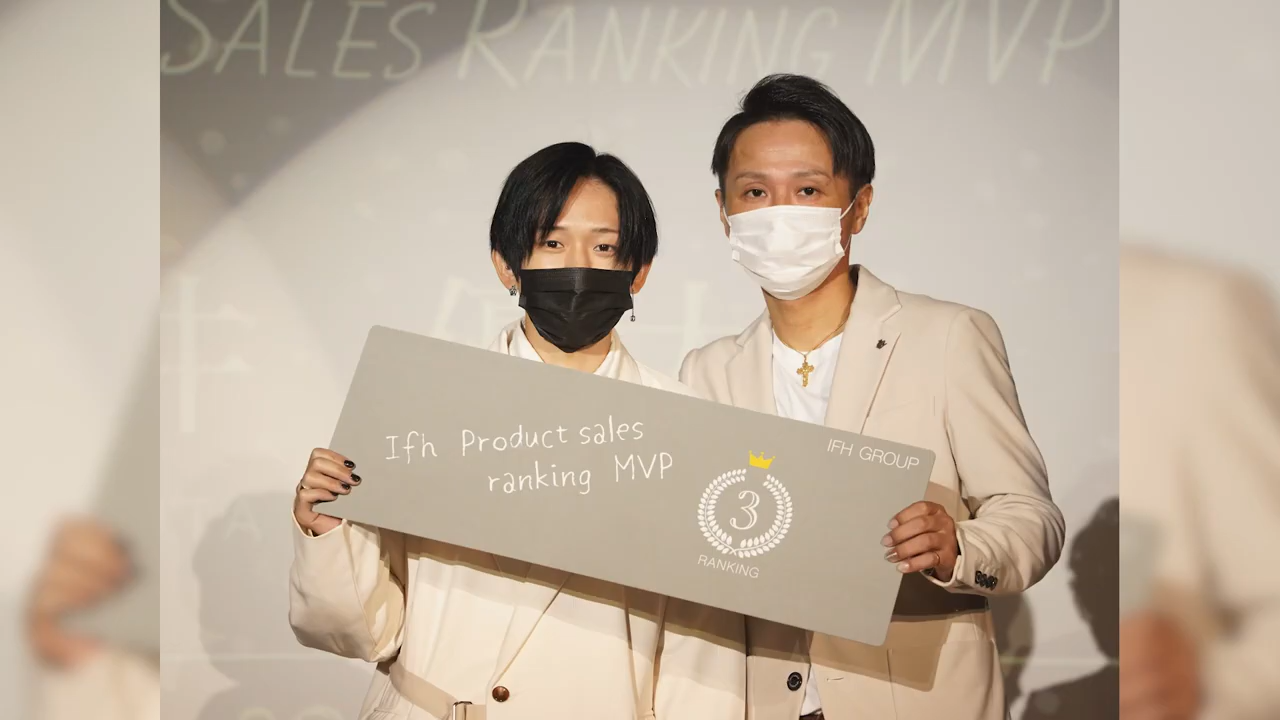 SALES RANKING MVP
Ifh Product sales
ranking MVP
IFH GROUP
3
RANKING